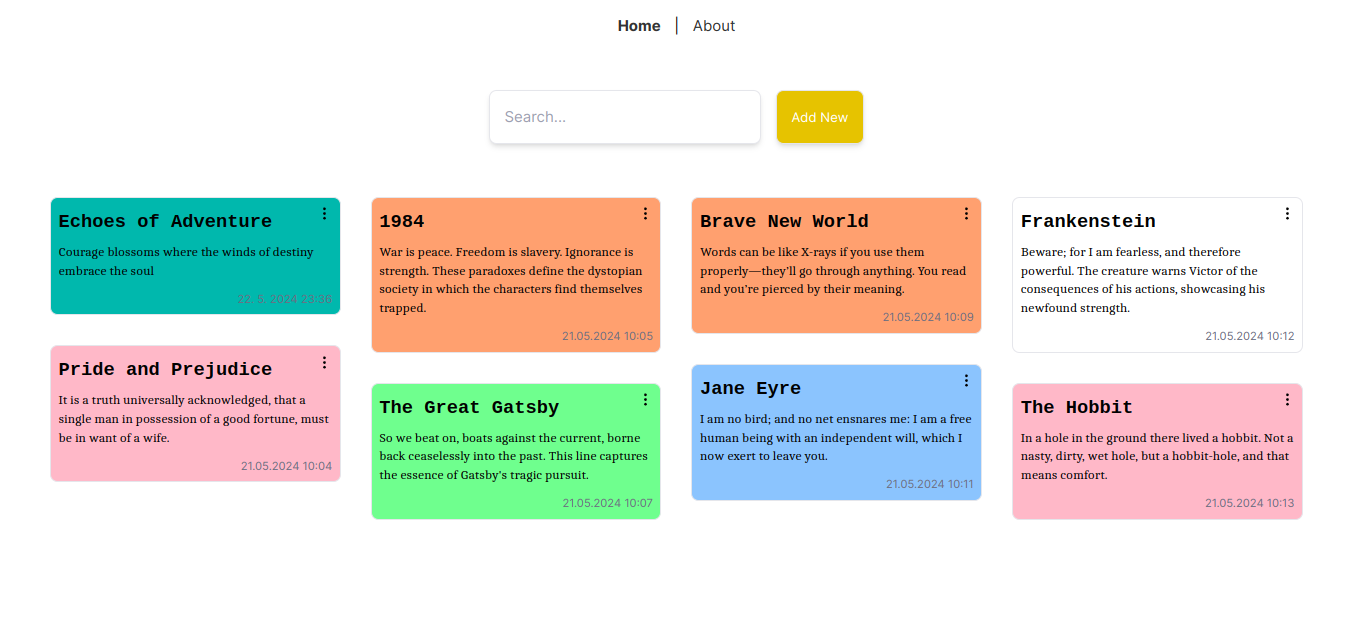 Home | About
Search...
Add New
Echoes of Adventure
Courage blossoms where the winds of destiny
embrace the soul
22. 5. 2024 23:36
Pride and Prejudice
It is a truth universally acknowledged, that a
single man in possession of a good fortune, must
be in want of a wife.
21.05.2024 10:04
1984
War is peace. Freedom is slavery. Ignorance is
strength. These paradoxes define the dystopian
society in which the characters find themselves
trapped.
21.05.2024 10:05
The Great Gatsby
So we beat on, boats against the current, borne
back ceaselessly into the past. This line captures
the essence of Gatsby's tragic pursuit.
21.05.2024 10:07
Brave New World
Words can be like X-rays if you use them
properly—they'll go through anything. You read
and you're pierced by their meaning.
21.05.2024 10:09
Jane Eyre
I am no bird; and no net ensnares me: I am a free
human being with an independent will, which I
now exert to leave you.
21.05.2024 10:11
Frankenstein
Beware; for I am fearless, and therefore
powerful. The creature warns Victor of the
consequences of his actions, showcasing his
newfound strength.
21.05.2024 10:12
The Hobbit
In a hole in the ground there lived a hobbit. Not a
nasty, dirty, wet hole, but a hobbit-hole, and that
means comfort.
21.05.2024 10:13